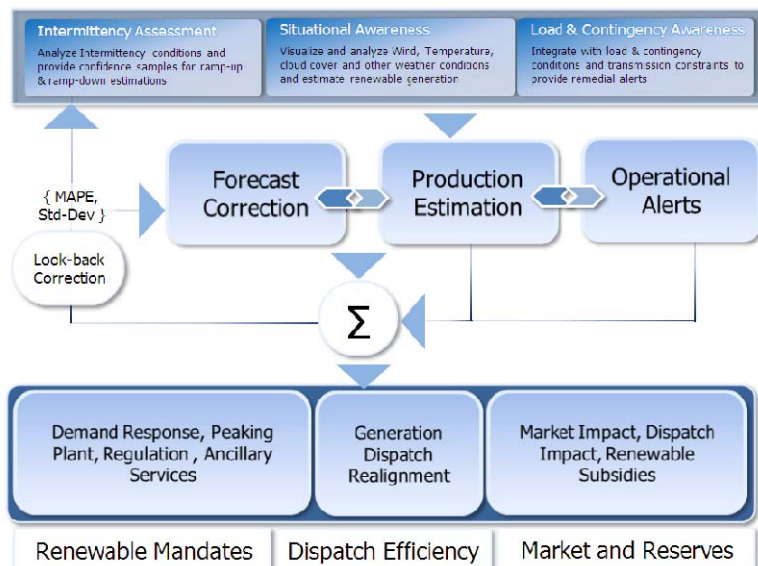 Intermittency Assessment
Analyze Intermittency conditions and
provide confidence samples for ramp-up
& ramp-down estimations
Situational Awareness
Visualize and analyze Wind, Temperature,
cloud cover and other weather conditions
and estimate renewable generation
Load & Contingency Awareness
Integrate with load & contingency
conditions and transmission constraints to
provide remedial alerts
{ MAPE,
Std-Dev }
Look-back
Correction
Forecast
Correction
Production
Estimation
Operational
Alerts
Σ
Demand Response, Peaking
Plant, Regulation , Ancillary
Services
Generation
Dispatch
Realignment
Market Impact, Dispatch
Impact, Renewable
Subsidies
Renewable Mandates
Dispatch Efficiency
Market and Reserves